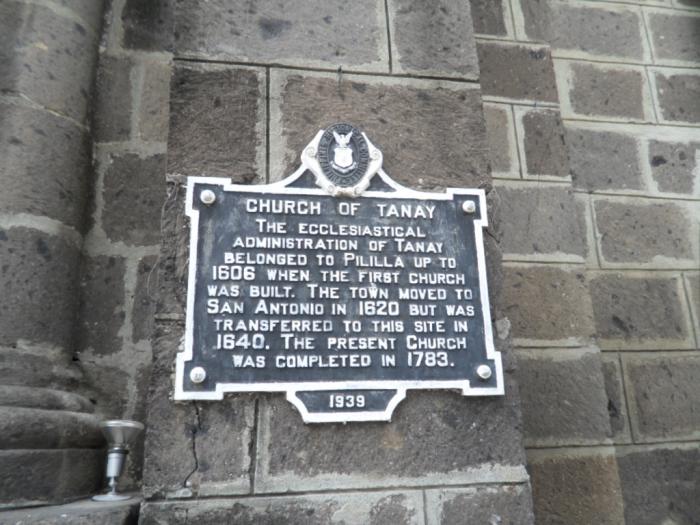 CHURCH OF TANAY
THE ECCLESIASTICAL
ADMINISTRATION OF TANAY
BELONGED TO PILILLA UP TO
1606 WHEN THE FIRST CHURCH
WAS BUILT. THE TOWN MOVED TO
SAN ANTONIO IN 1620 BUT WAS
TRANSFERRED TO THIS SITE IN
1640. THE PRESENT CHURCH
WAS COMPLETED IN 1783.
1939